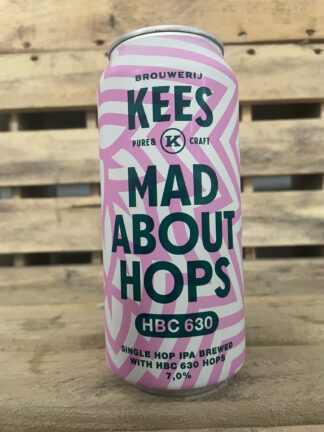 BROUWERIJ
KEES
PURE & K CRAFT
MAD
ABOUT
HOPS
HBC 630
SINGLE HOP IPA BREWED
WITH HBC 630 HOPS
7,0%